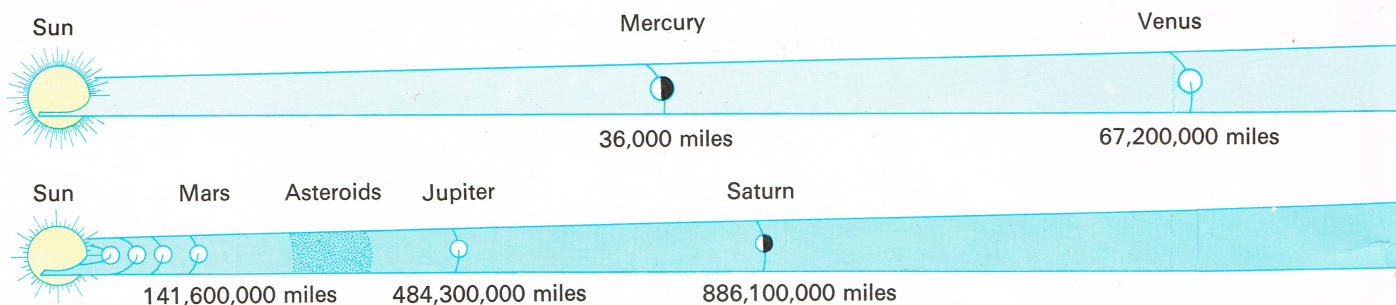 Sun Mercury Venus
36,000 miles 67,200,000 miles
Sun Mars Asteroids Jupiter Saturn
141,600,000 miles 484,300,000 miles 886,100,000 miles